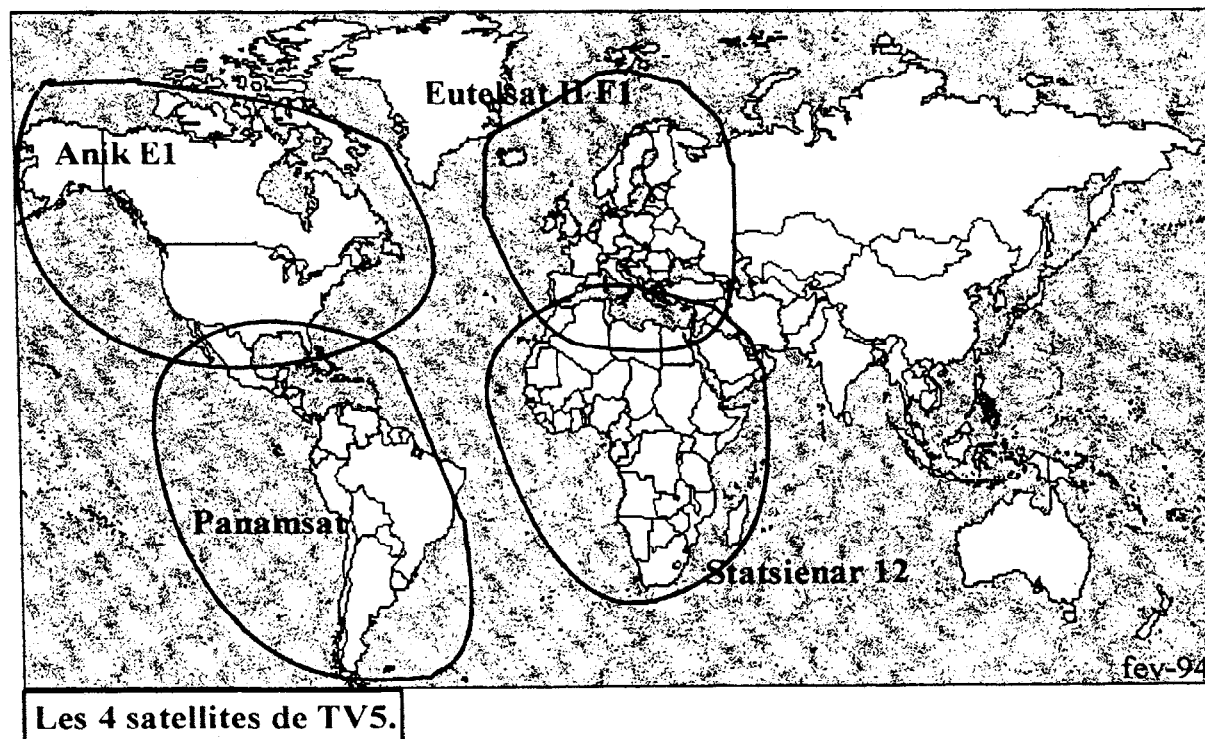 Eutelsat II F1
Anik E1
Panamsat
Statsienar 12
fev-94
Les 4 satellites de TV5.